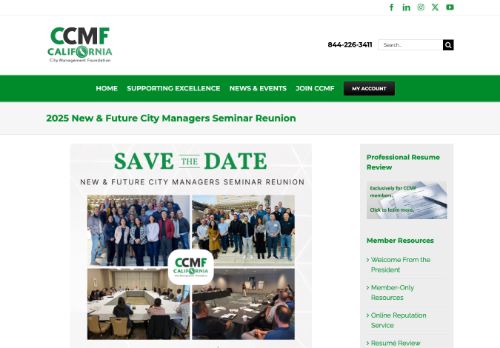 CCMF
CALIFORNIA
City Management Foundation
844-226-3411
Search...
HOME
SUPPORTING EXCELLENCE
NEWS & EVENTS
JOIN CCMF
MY ACCOUNT
2025 New & Future City Managers Seminar Reunion
SAVE THE DATE
NEW & FUTURE CITY MANAGERS SEMINAR REUNION
CCMF
CALIFORNIA
City Management Foundation
Professional Resume
Review
Exclusively for CCMF
members.
Click to learn more.
Member Resources
Welcome From the
President
Member-Only
Resources
Online Reputation
Service
Resume Review